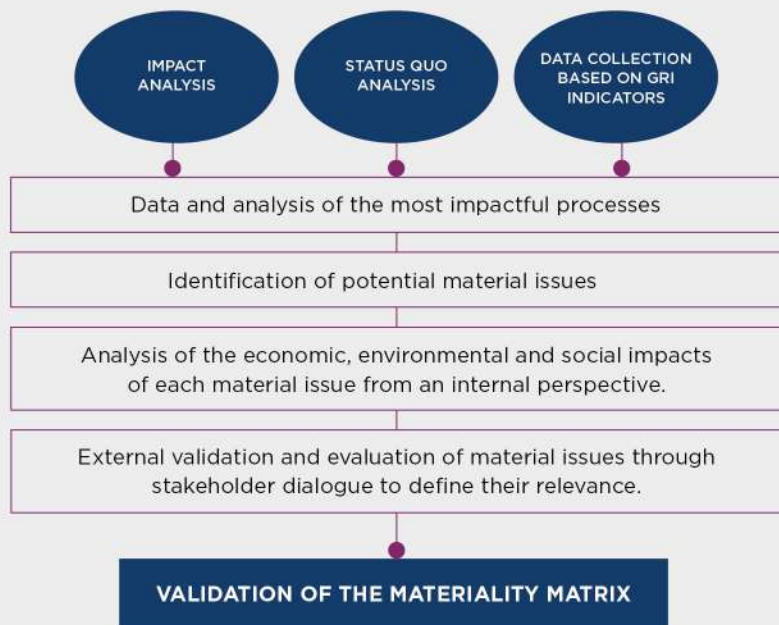 IMPACT
ANALYSIS
STATUS QUO
ANALYSIS
DATA COLLECTION
BASED ON GRI
INDICATORS
Data and analysis of the most impactful processes
Identification of potential material issues
Analysis of the economic, environmental and social impacts
of each material issue from an internal perspective.
External validation and evaluation of material issues through
stakeholder dialogue to define their relevance.
VALIDATION OF THE MATERIALITY MATRIX